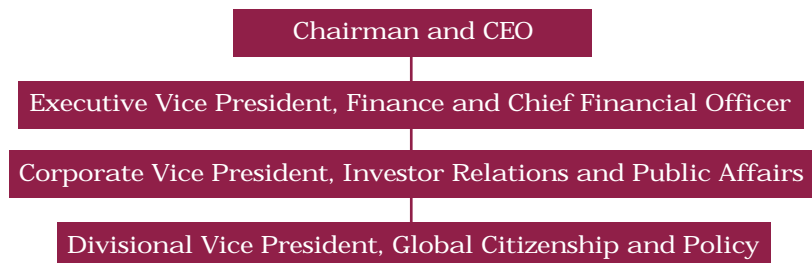 Chairman and CEO
Executive Vice President, Finance and Chief Financial Officer
Corporate Vice President, Investor Relations and Public Affairs
Divisional Vice President, Global Citizenship and Policy